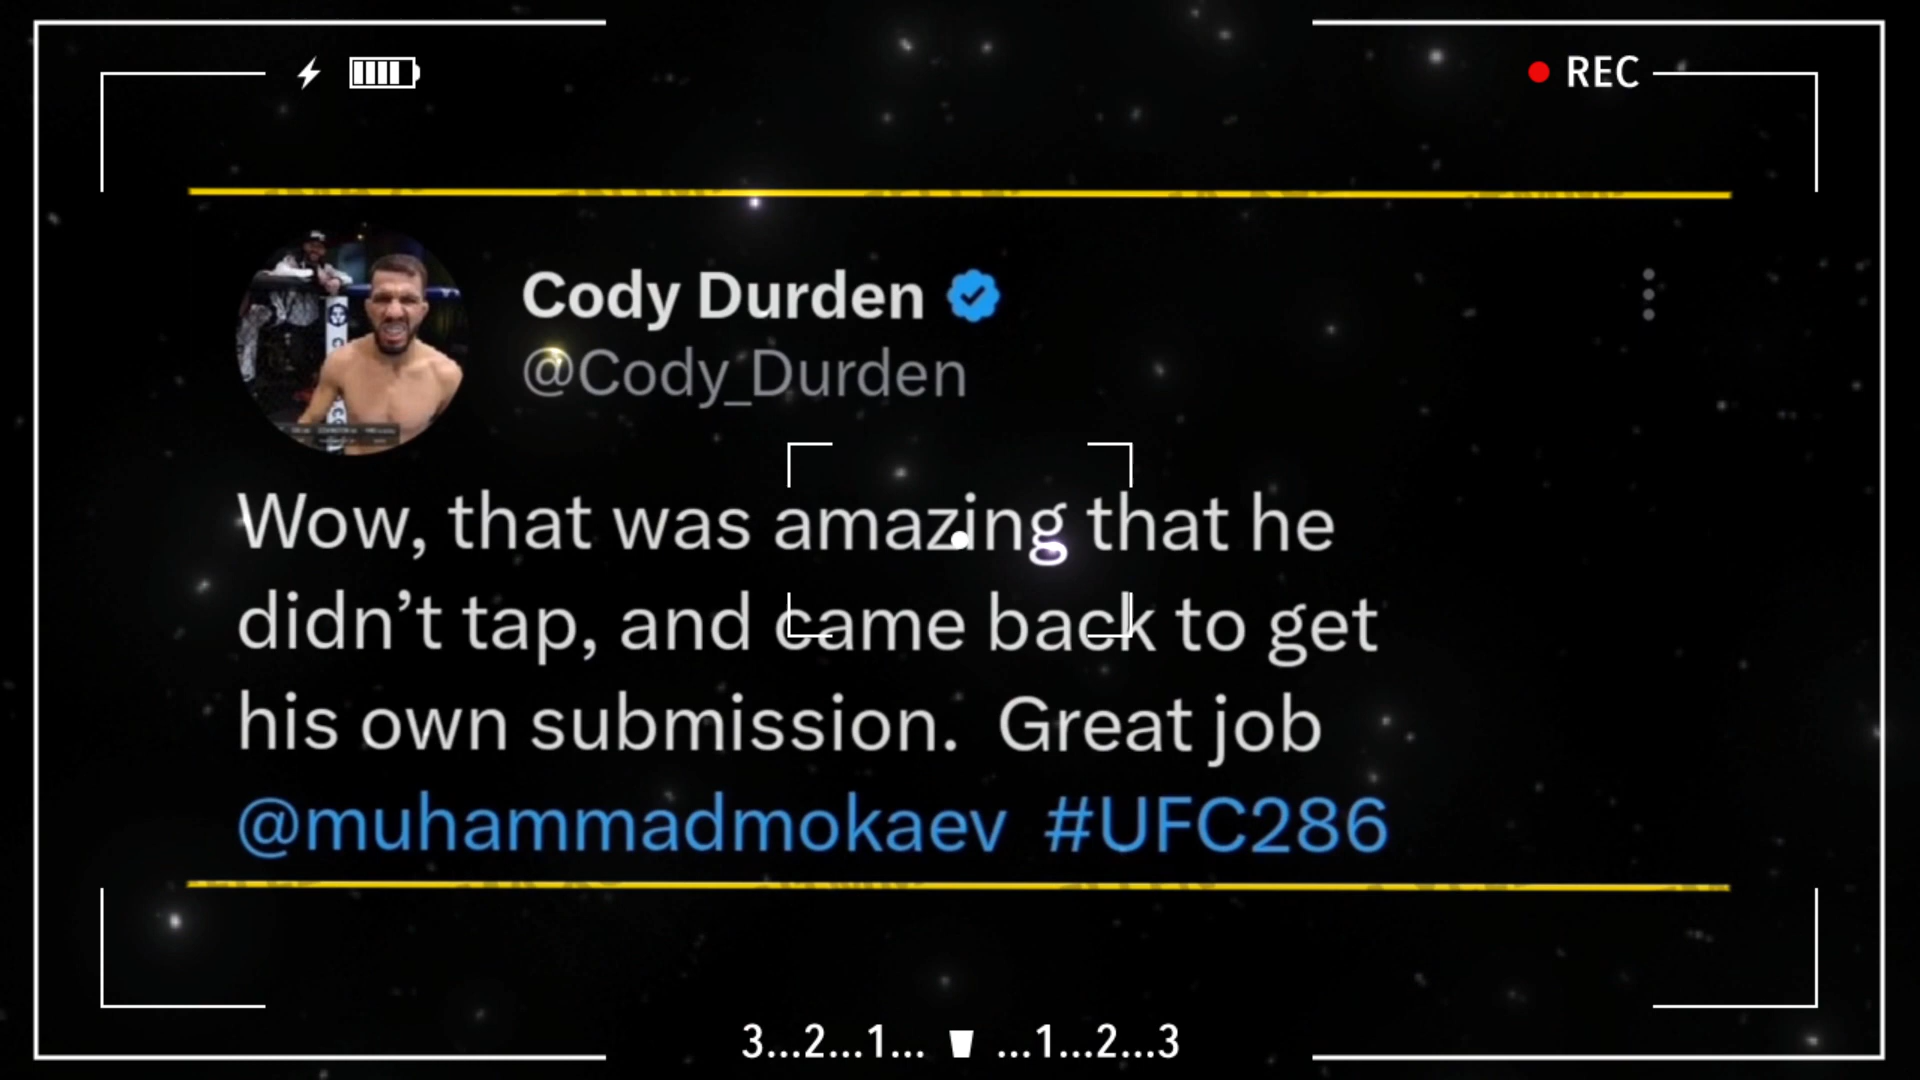 REC
Cody Durden
@Cody_Durden
Wow, that was amazing that he
didn’t tap, and came back to get
his own submission.  Great job
@muhammadmokaev  #UFC286
3...2...1... ...1...2...3